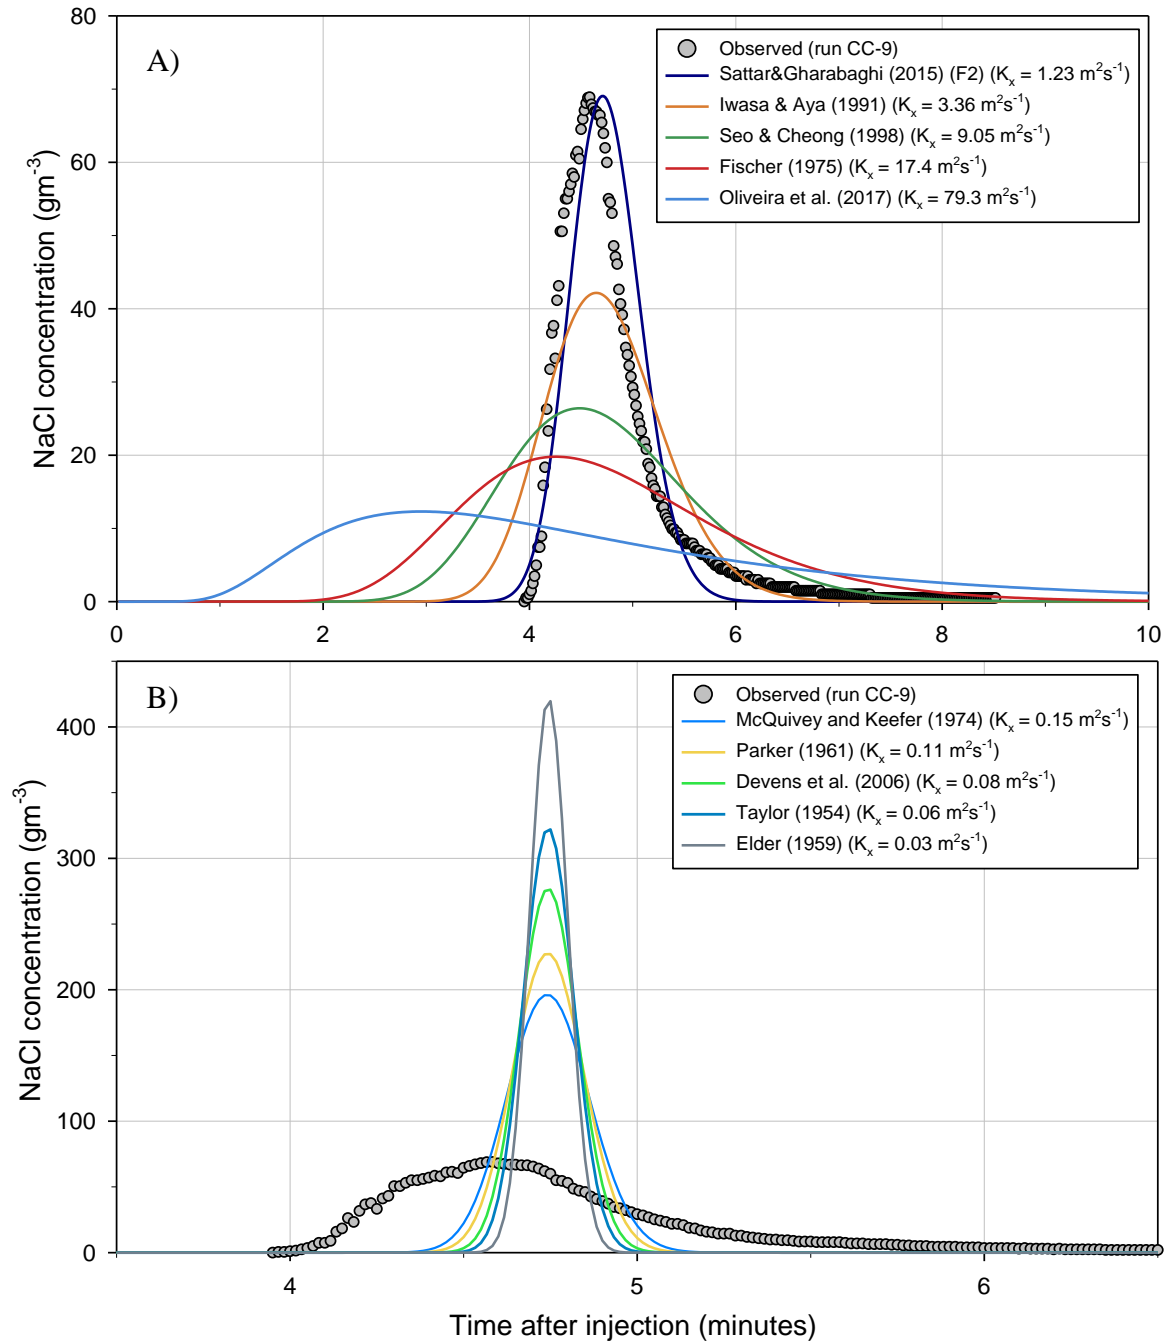 A)
Observed (run CC-9)
Sattar&Gharabaghi (2015) (F2) (Kₓ = 1.23 m²s⁻¹)
Iwasa & Aya (1991) (Kₓ = 3.36 m²s⁻¹)
Seo & Cheong (1998) (Kₓ = 9.05 m²s⁻¹)
Fischer (1975) (Kₓ = 17.4 m²s⁻¹)
Oliveira et al. (2017) (Kₓ = 79.3 m²s⁻¹)
NaCl concentration (gm⁻³)
80
60
40
20
0
0 2 4 6 8 10
B)
Observed (run CC-9)
McQuivey and Keefer (1974) (Kₓ = 0.15 m²s⁻¹)
Parker (1961) (Kₓ = 0.11 m²s⁻¹)
Devens et al. (2006) (Kₓ = 0.08 m²s⁻¹)
Taylor (1954) (Kₓ = 0.06 m²s⁻¹)
Elder (1959) (Kₓ = 0.03 m²s⁻¹)
NaCl concentration (gm⁻³)
400
300
200
100
0
4 5 6
Time after injection (minutes)